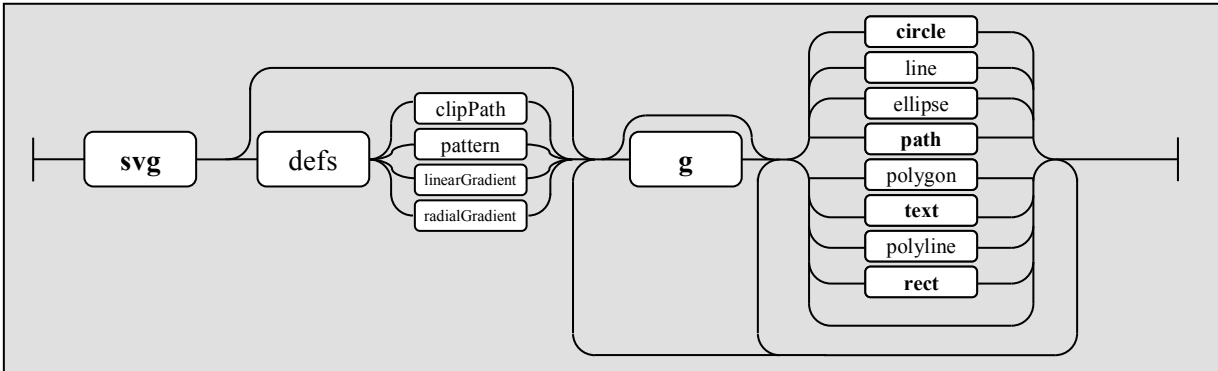 svg
defs
clipPath
pattern
linearGradient
radialGradient
g
circle
line
ellipse
path
polygon
text
polyline
rect